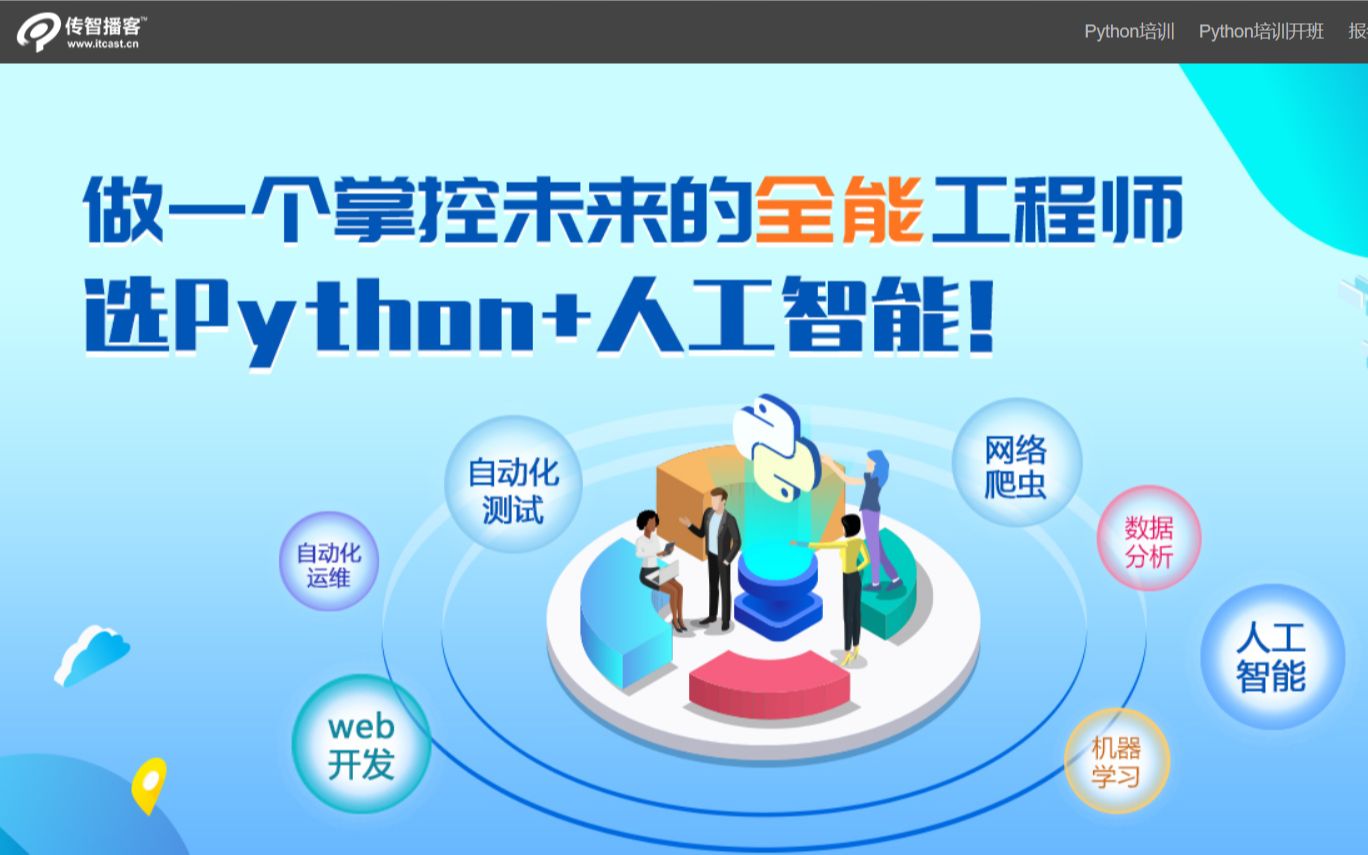 传智播客™
www.itcast.cn
Python培训
Python培训开班
报
做一个掌控未来的全能工程师
选Python+人工智能!
自动化
测试
网络
爬虫
自动化
运维
数据
分析
人工
智能
web
开发
机器
学习